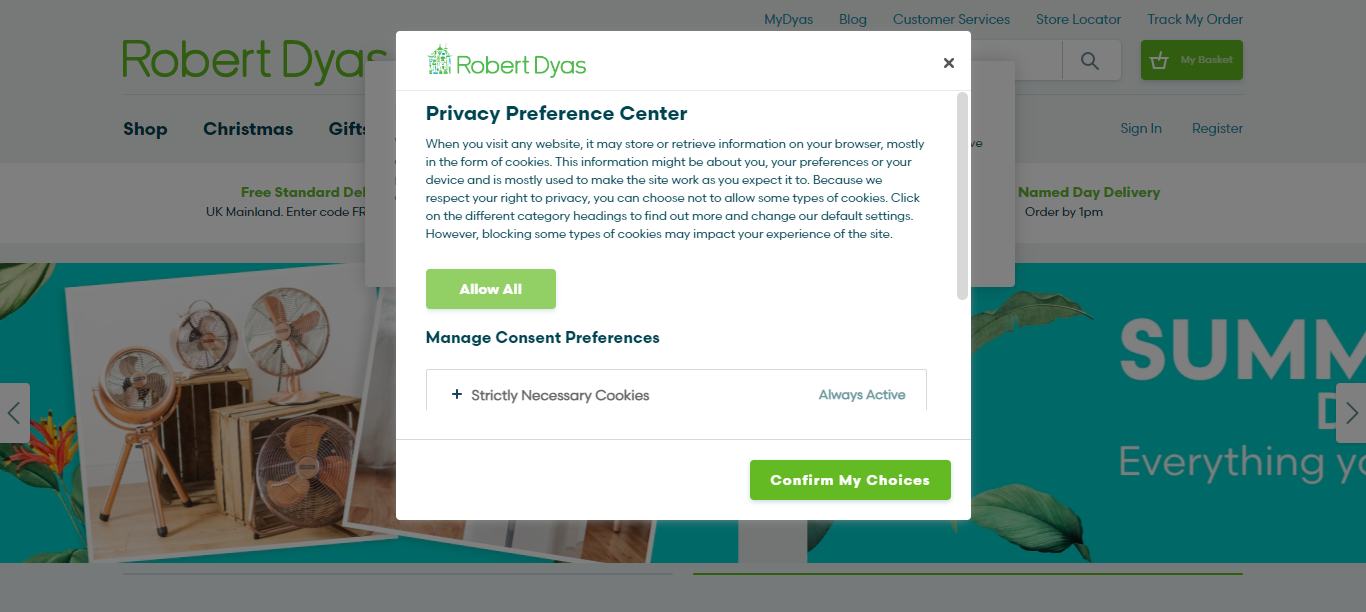 MyDyas Blog Customer Services Store Locator Track My Order
Robert Dyas
Robert Dyas
My Basket
Shop Christmas Gifts
Sign In Register
Privacy Preference Center
When you visit any website, it may store or retrieve information on your browser, mostly
in the form of cookies. This information might be about you, your preferences or your
device and is mostly used to make the site work as you expect it to. Because we
respect your right to privacy, you can choose not to allow some types of cookies. Click
on the different category headings to find out more and change our default settings.
However, blocking some types of cookies may impact your experience of the site.
Free Standard Del
UK Mainland. Enter code FR
Named Day Delivery
Order by 1pm
Allow All
Manage Consent Preferences
Strictly Necessary Cookies Always Active
Confirm My Choices
SUMM
D
Everything yo